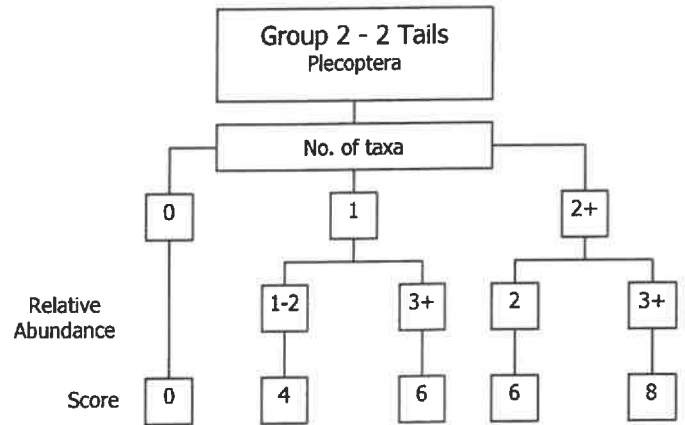 Group 2 - 2 Tails
Plecoptera
No. of taxa
0 1 2+
Relative
Abundance
1-2 3+ 2 3+
Score 0 4 6 6 8